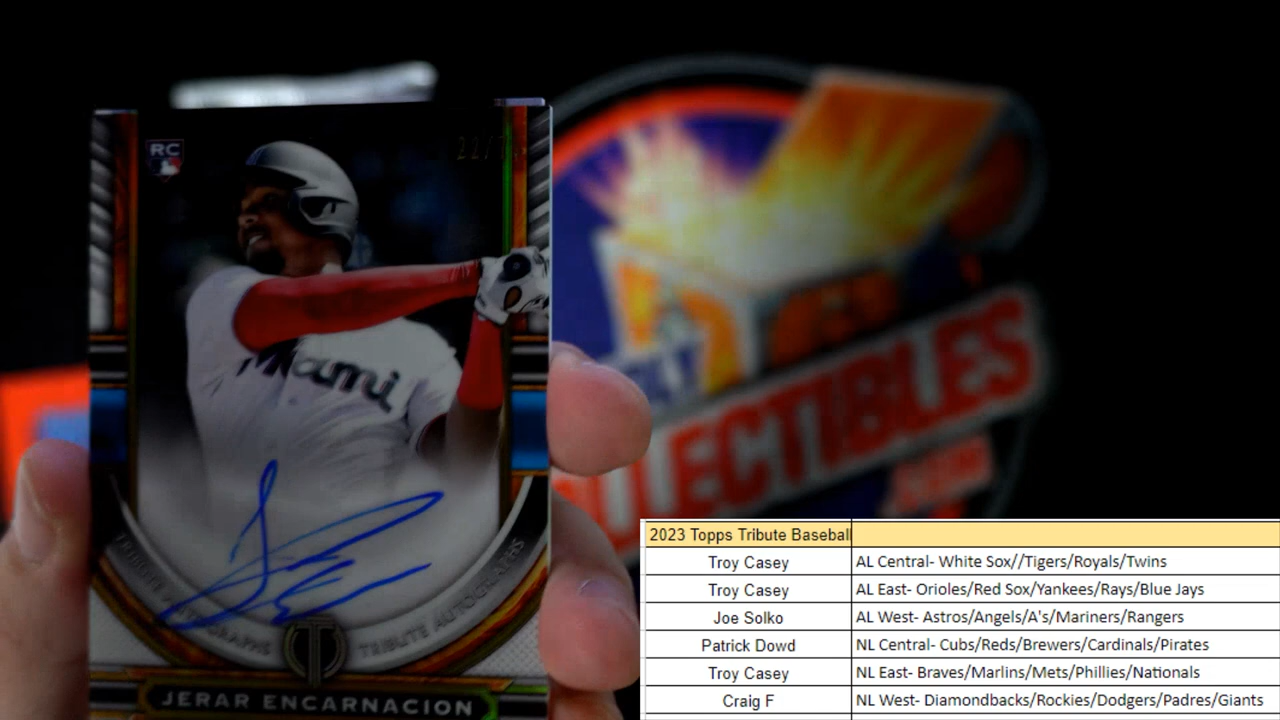 RC
22/
Miami
TRIBUTE AUTOGRAPHS
T
JERAR ENCARNACION
LLECTIBLES
2023 Topps Tribute Baseball
Troy Casey AL Central- White Sox//Tigers/Royals/Twins
Troy Casey AL East- Orioles/Red Sox/Yankees/Rays/Blue Jays
Joe Solko AL West- Astros/Angels/A's/Mariners/Rangers
Patrick Dowd NL Central- Cubs/Reds/Brewers/Cardinals/Pirates
Troy Casey NL East- Braves/Marlins/Mets/Phillies/Nationals
Craig F NL West- Diamondbacks/Rockies/Dodgers/Padres/Giants